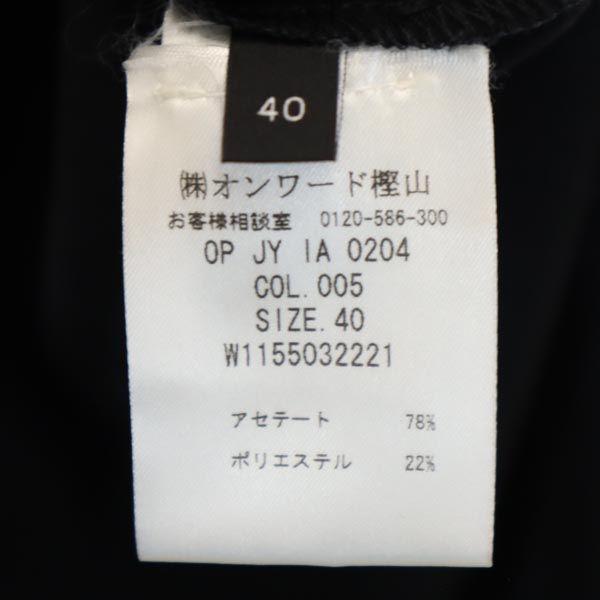 40
㈱オンワード樫山
お客様相談室 0120-586-300
OP JY IA 0204
COL.005
SIZE.40
W1155032221
アセテート 78%
ポリエステル 22%